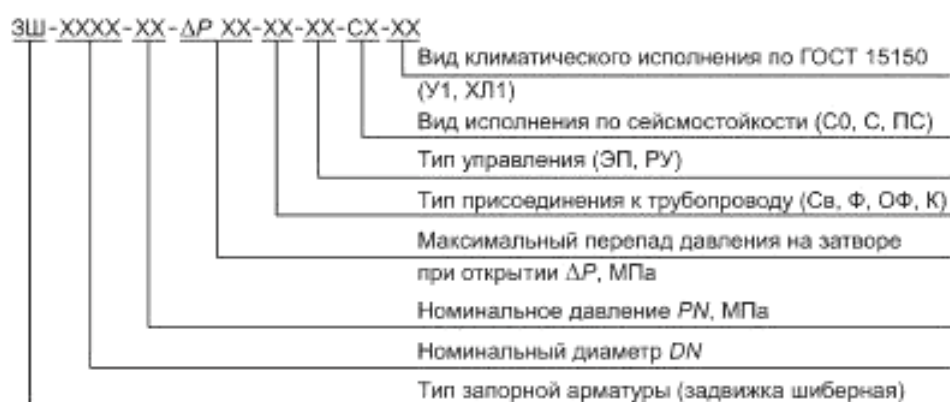 ЗШ-ХХХХ-ХХ-ΔP ХХ-ХХ-ХХ-СХ-ХХ
Вид климатического исполнения по ГОСТ 15150
(У1, ХЛ1)
Вид исполнения по сейсмостойкости (С0, С, ПС)
Тип управления (ЭП, РУ)
Тип присоединения к трубопроводу (Св, Ф, ОФ, К)
Максимальный перепад давления на затворе
при открытии ΔP, МПа
Номинальное давление PN, МПа
Номинальный диаметр DN
Тип запорной арматуры (задвижка шиберная)